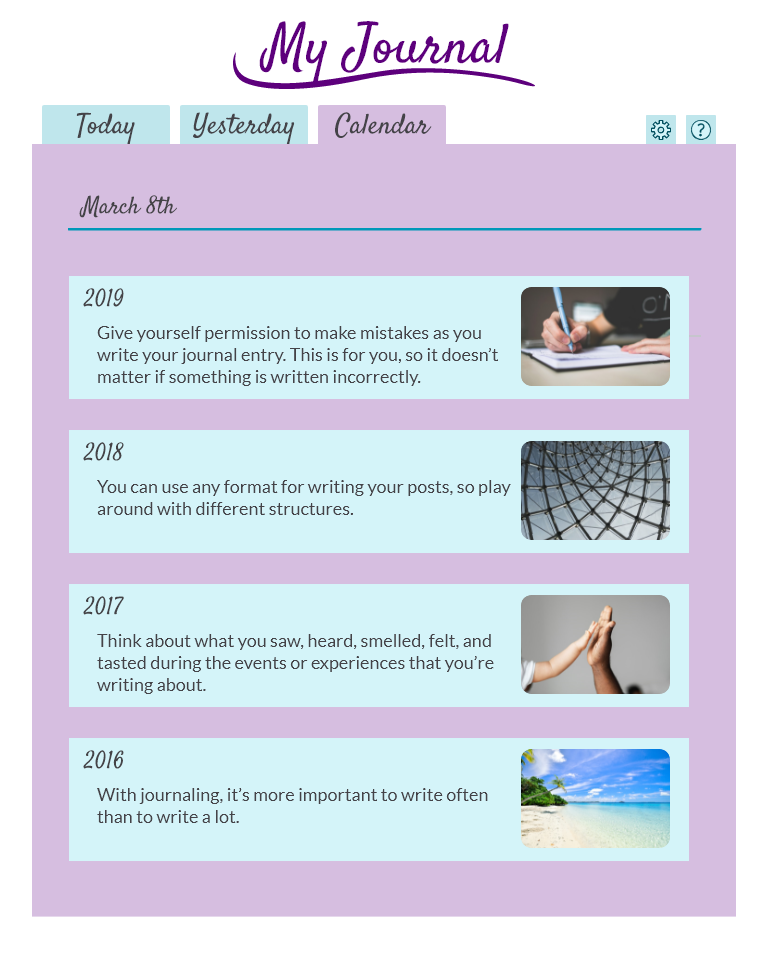 My Journal
Today
Yesterday
Calendar
?
March 8th
2019
Give yourself permission to make mistakes as you
write your journal entry. This is for you, so it doesn’t
matter if something is written incorrectly.
2018
You can use any format for writing your posts, so play
around with different structures.
2017
Think about what you saw, heard, smelled, felt, and
tasted during the events or experiences that you’re
writing about.
2016
With journaling, it’s more important to write often
than to write a lot.